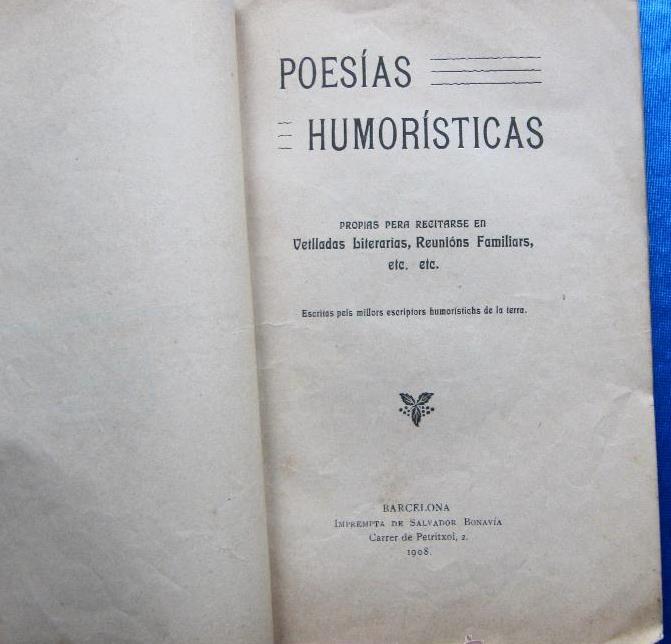 POESÍAS
HUMORÍSTICAS
PROPIAS PERA RECITARSE EN
Vetlladas Literarias, Reunións Familiars,
etc. etc.
Escritas pels millors escriptors humorístichs de la terra.
BARCELONA
IMPREMPTA DE SALVADOR BONAVÍA
Carrer de Petritxol, 2.
1908.